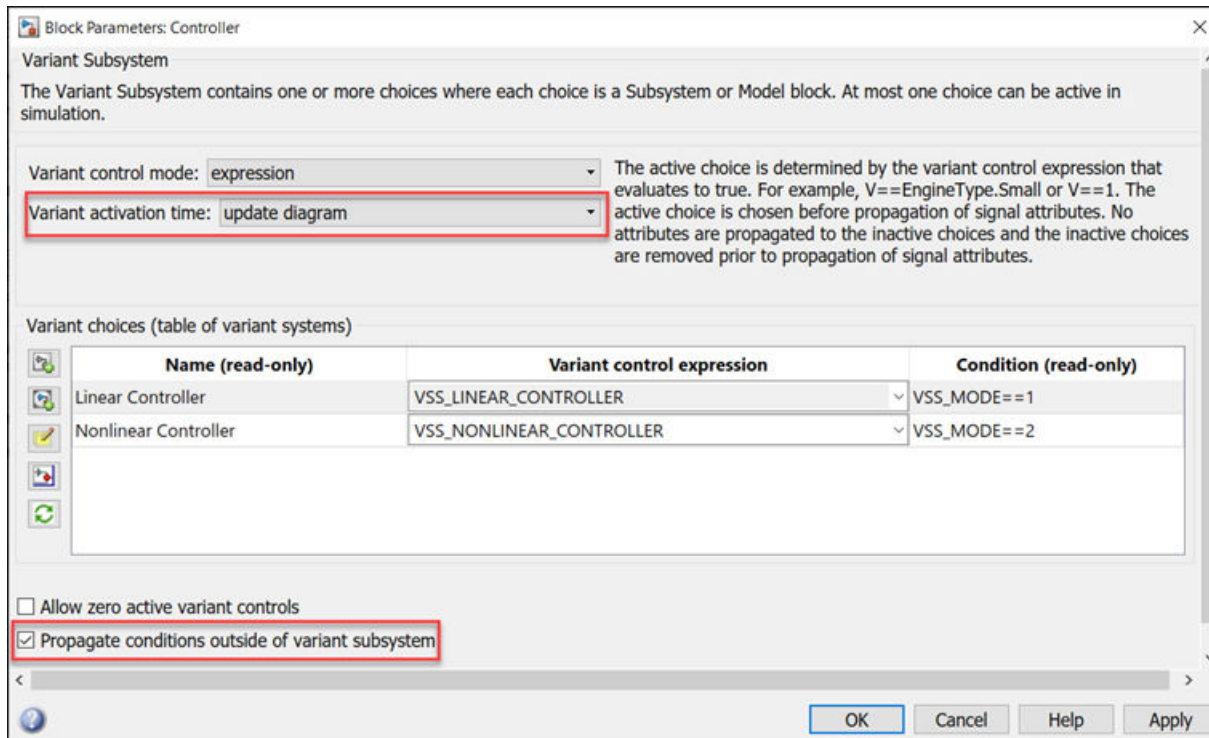 Block Parameters: Controller
Variant Subsystem
The Variant Subsystem contains one or more choices where each choice is a Subsystem or Model block. At most one choice can be active in
simulation.
Variant control mode: expression
Variant activation time: update diagram
The active choice is determined by the variant control expression that
evaluates to true. For example, V==EngineType.Small or V==1. The
active choice is chosen before propagation of signal attributes. No
attributes are propagated to the inactive choices and the inactive choices
are removed prior to propagation of signal attributes.
Variant choices (table of variant systems)
Name (read-only) Variant control expression Condition (read-only)
Linear Controller VSS_LINEAR_CONTROLLER VSS_MODE==1
Nonlinear Controller VSS_NONLINEAR_CONTROLLER VSS_MODE==2
Allow zero active variant controls
Propagate conditions outside of variant subsystem
OK Cancel Help Apply